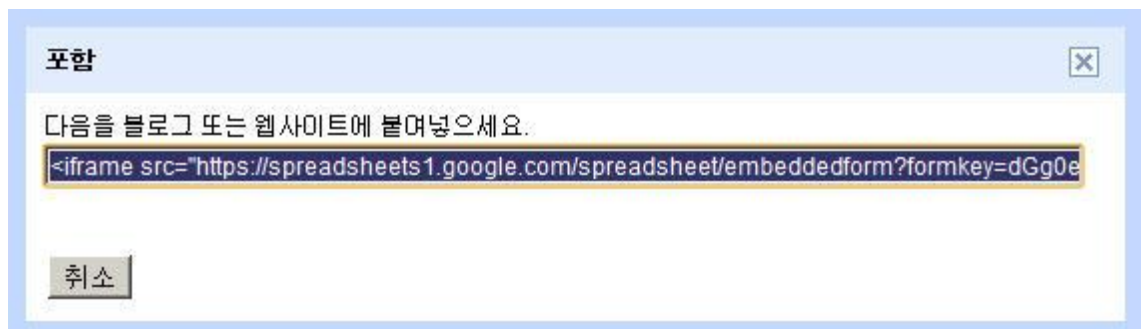 포함
다음을 블로그 또는 웹사이트에 붙여넣으세요.
<iframe src="https://spreadsheets1.google.com/spreadsheet/embeddedform?formkey=dGg0e
취소